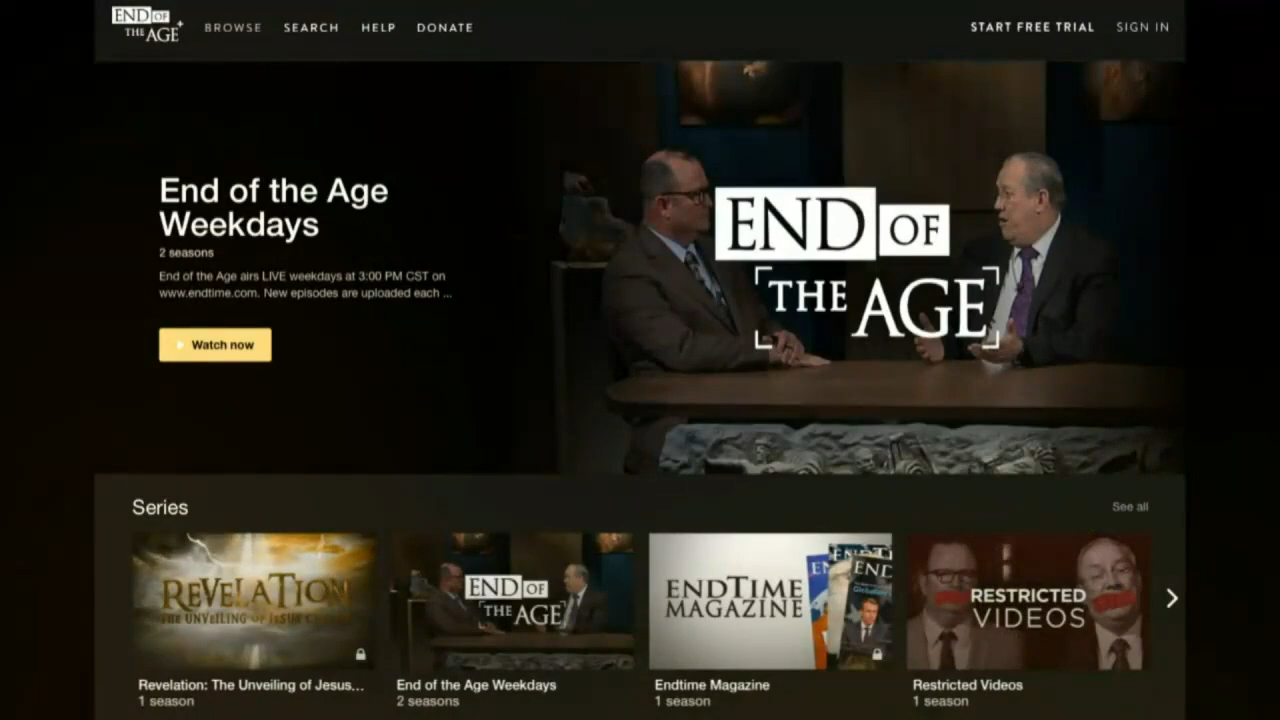 END OF
THE AGE+
BROWSE
SEARCH
HELP
DONATE
START FREE TRIAL
SIGN IN
End of the Age
Weekdays
2 seasons
End of the Age airs LIVE weekdays at 3:00 PM CST on
www.endtime.com. New episodes are uploaded each ...
Watch now
END OF
THE AGE
Series
See all
REVELATION
THE UNVEILING OF JESUS CHRIST
END OF
THE AGE
ENDTIME
MAGAZINE
END
RESTRICTED
VIDEOS
Revelation: The Unveiling of Jesus...
1 season
End of the Age Weekdays
2 seasons
Endtime Magazine
1 season
Restricted Videos
1 season